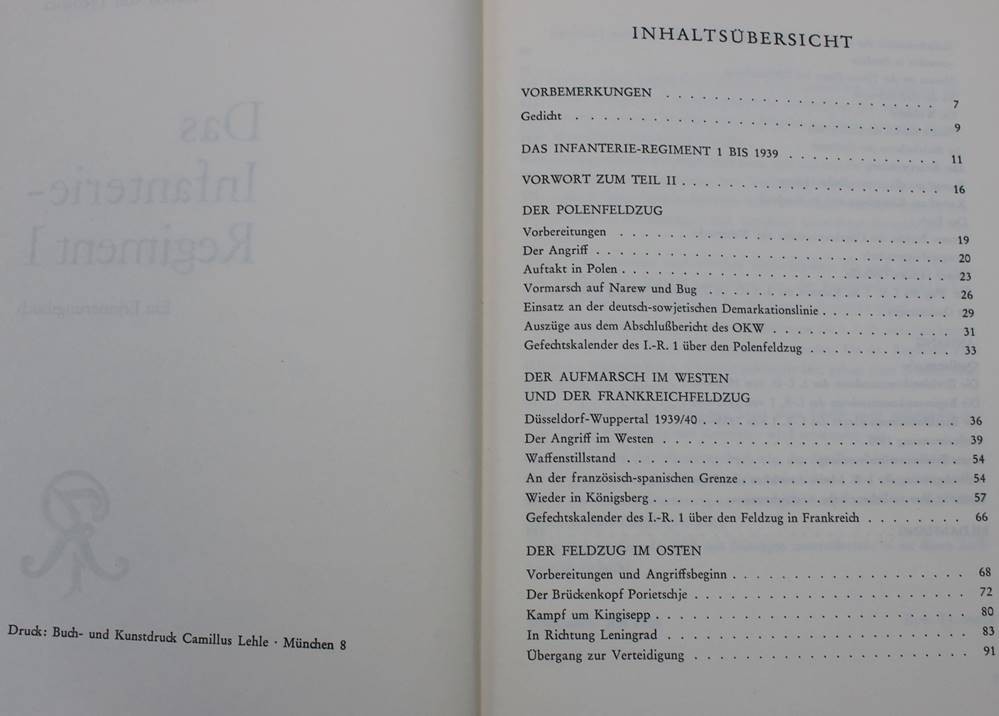 Druck: Buch- und Kunstdruck Camillus Lehle · München 8
INHALTSÜBERSICHT
VORBEMERKUNGEN . . . . . . . . . . . . . . . . . . . 7
Gedicht . . . . . . . . . . . . . . . . . . . . . . . . . 9
DAS INFANTERIE-REGIMENT 1 BIS 1939 . . . . . . . . . . . 11
VORWORT ZUM TEIL II . . . . . . . . . . . . . . . . . . 16
DER POLENFELDZUG
Vorbereitungen . . . . . . . . . . . . . . . . . . . . . . 19
Der Angriff . . . . . . . . . . . . . . . . . . . . . . . . 20
Auftakt in Polen . . . . . . . . . . . . . . . . . . . . . . 23
Vormarsch auf Narew und Bug . . . . . . . . . . . . . . . . 26
Einsatz an der deutsch-sowjetischen Demarkationslinie . . . . . . . . . 29
Auszüge aus dem Abschlußbericht des OKW . . . . . . . . . . . . 31
Gefechtskalender des I.-R. 1 über den Polenfeldzug . . . . . . . . . . 33
DER AUFMARSCH IM WESTEN
UND DER FRANKREICHFELDZUG
Düsseldorf-Wuppertal 1939/40 . . . . . . . . . . . . . . . . . 36
Der Angriff im Westen . . . . . . . . . . . . . . . . . . . . 39
Waffenstillstand . . . . . . . . . . . . . . . . . . . . . . 54
An der französisch-spanischen Grenze . . . . . . . . . . . . . . . 54
Wieder in Königsberg . . . . . . . . . . . . . . . . . . . . 57
Gefechtskalender des I.-R. 1 über den Feldzug in Frankreich . . . . . . . 66
DER FELDZUG IM OSTEN
Vorbereitungen und Angriffsbeginn . . . . . . . . . . . . . . . . 68
Der Brückenkopf Porietschje . . . . . . . . . . . . . . . . . . 72
Kampf um Kingisepp . . . . . . . . . . . . . . . . . . . . . 80
In Richtung Leningrad . . . . . . . . . . . . . . . . . . . . 83
Übergang zur Verteidigung . . . . . . . . . . . . . . . . . . . 91